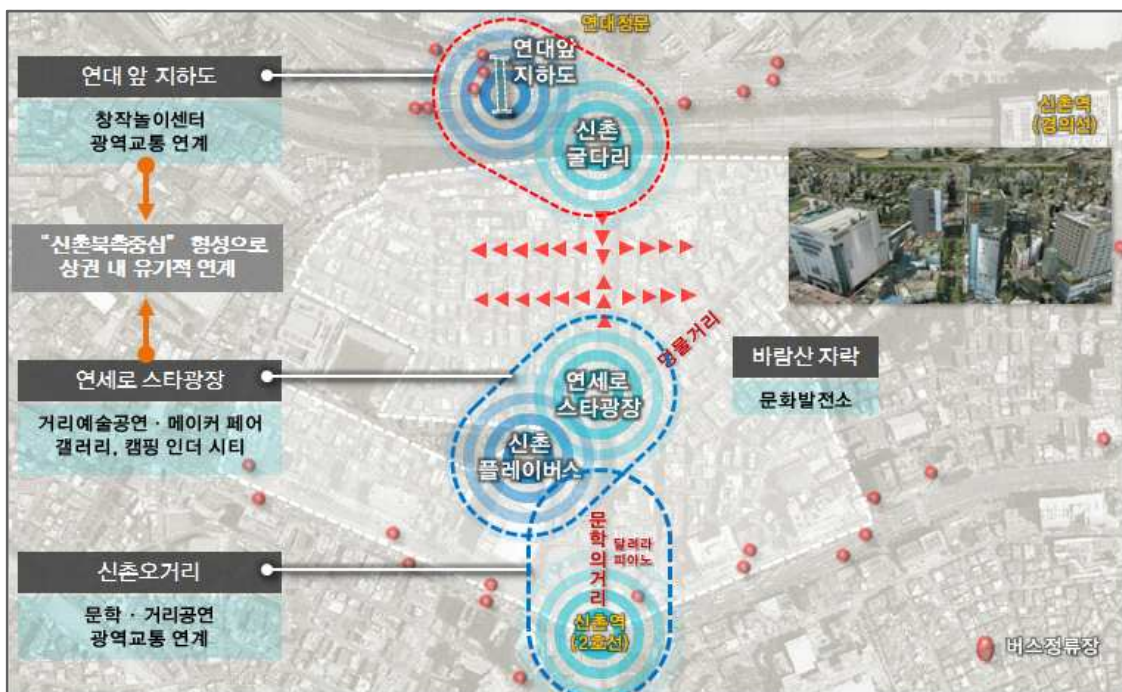 연대 앞 지하도
창작놀이센터
광역교통 연계
“신촌북측중심” 형성으로
상권 내 유기적 연계
연세로 스타광장
거리예술공연 · 메이커 페어
갤러리, 캠핑 인더 시티
신촌오거리
문학 · 거리공연
광역교통 연계
연대정문
연대앞
지하도
신촌
굴다리
신촌역
(경의선)
명물거리
연세로
스타광장
신촌
플레이버스
바람산 자락
문화발전소
문학의거리
달려라
피아노
신촌역
(2호선)
버스정류장